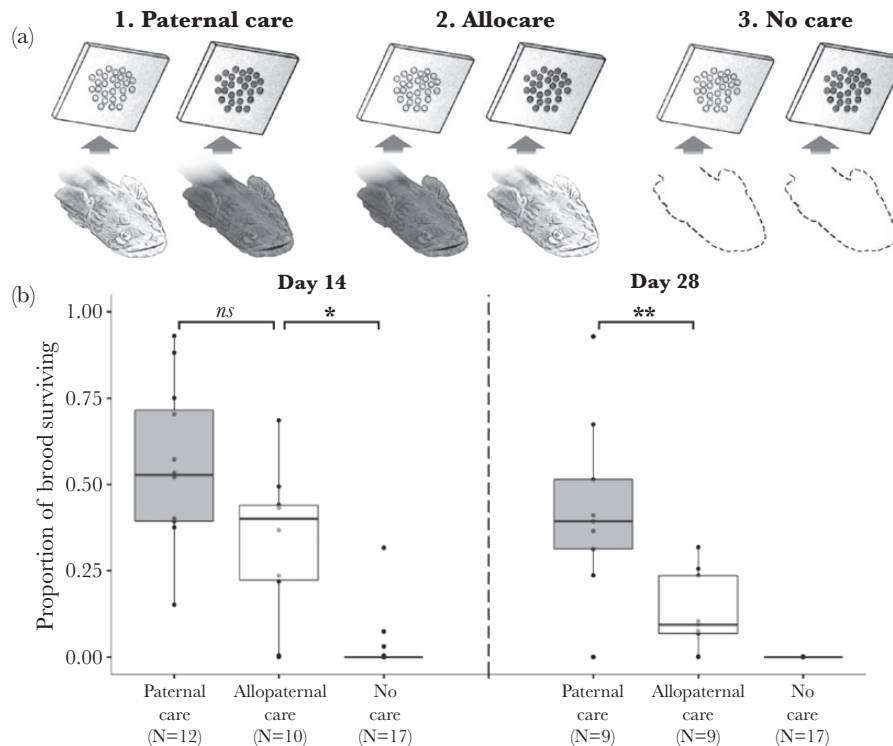 (a)
1. Paternal care
2. Allocare
3. No care
(b)
Day 14
Day 28
Proportion of brood surviving
1.00
0.75
0.50
0.25
0.00
ns
*
**
Paternal
care
(N=12)
Allopaternal
care
(N=10)
No
care
(N=17)
Paternal
care
(N=9)
Allopaternal
care
(N=9)
No
care
(N=17)